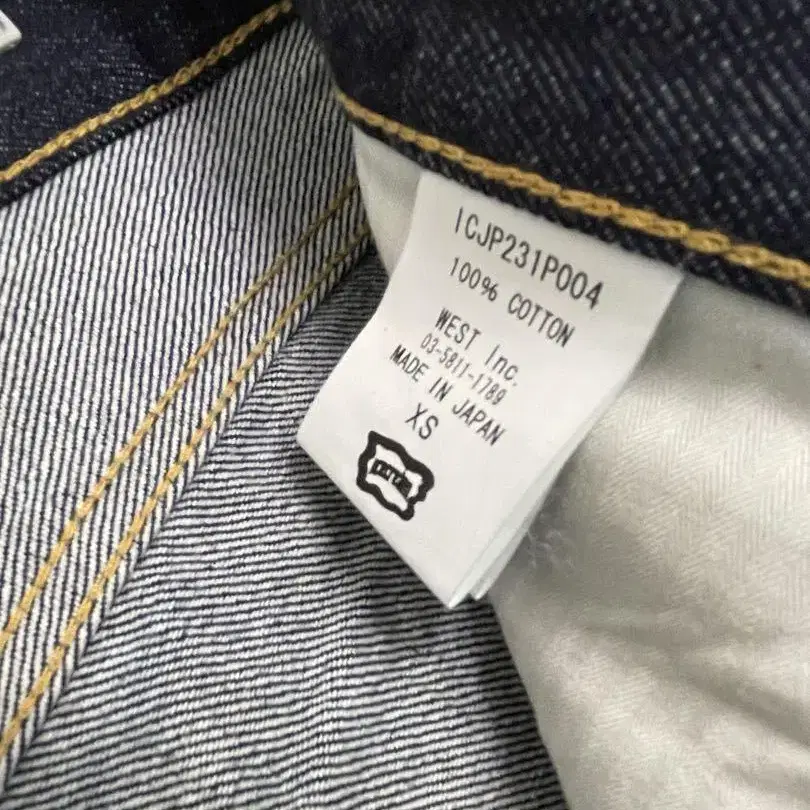 ICJP231P004
100% COTTON
WEST Inc.
03-5811-1789
MADE IN JAPAN
XS